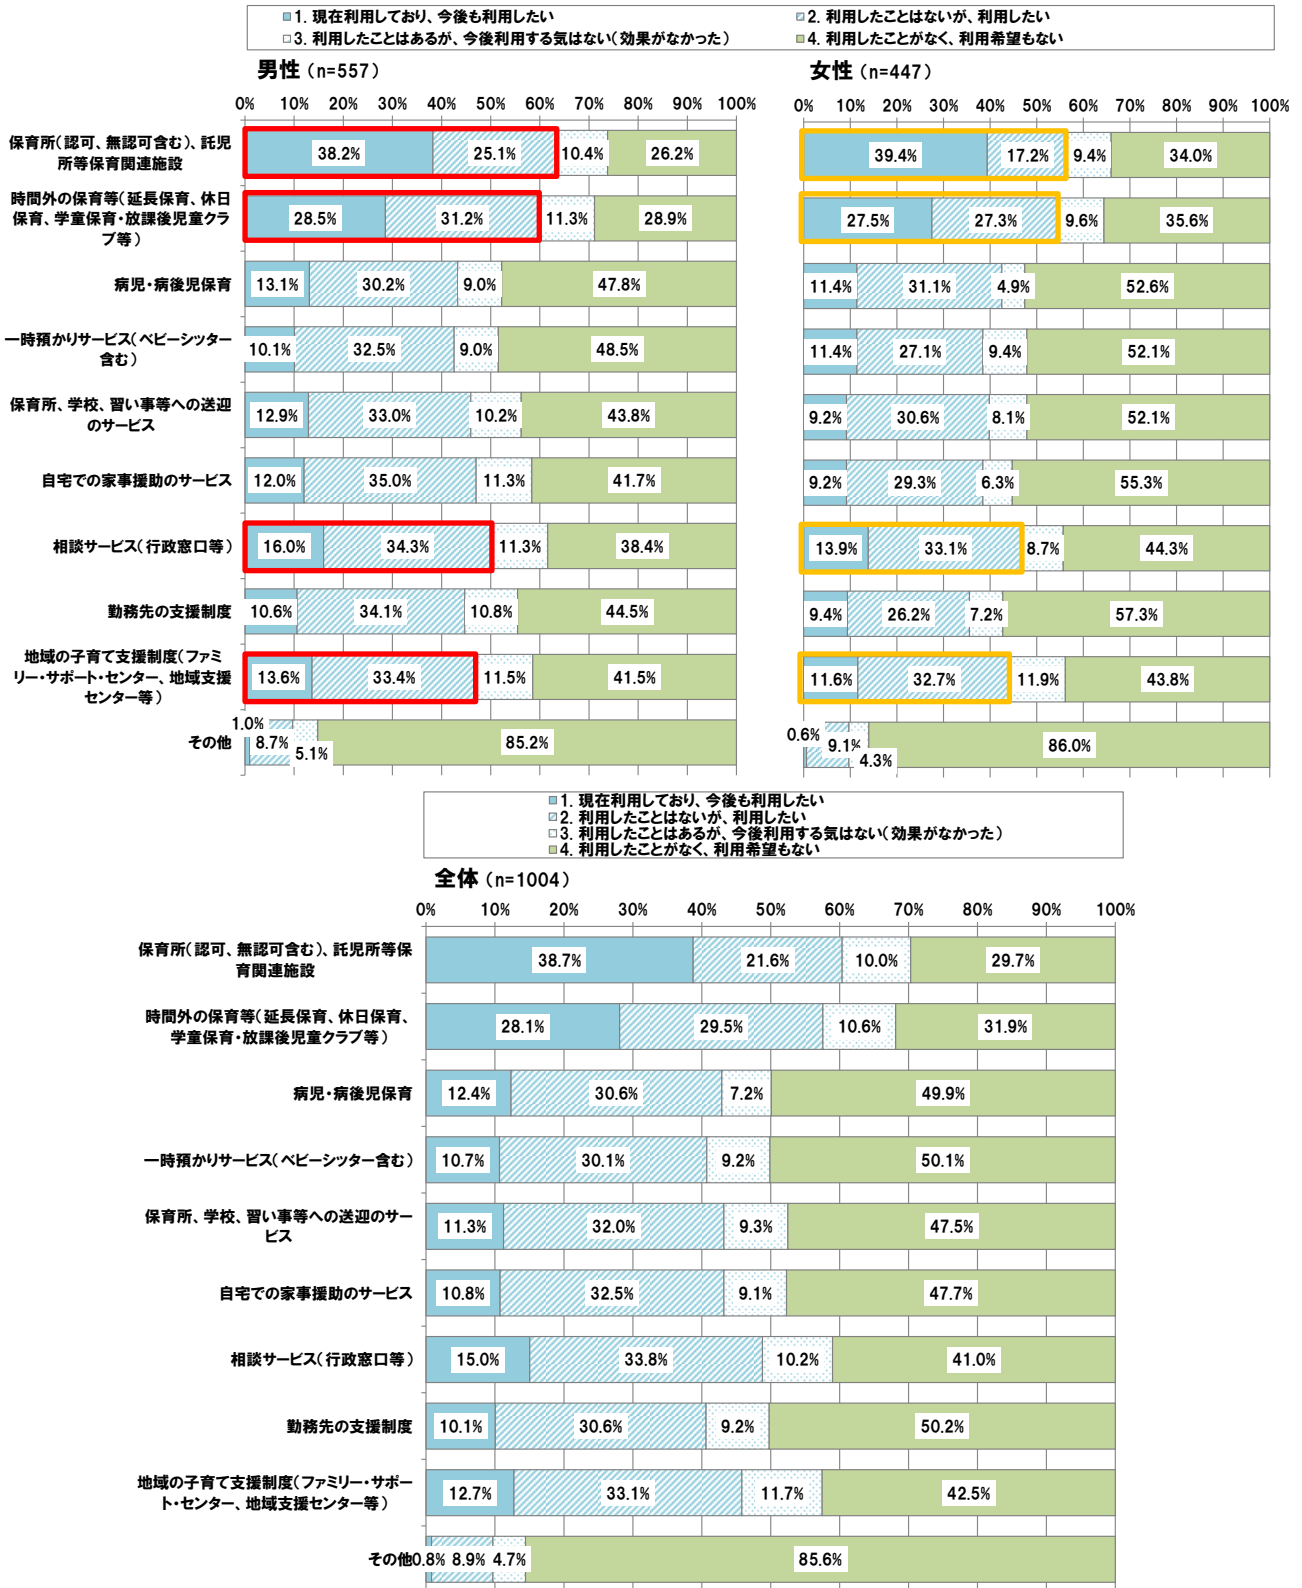 1. 現在利用しており、今後も利用したい
2. 利用したことはないが、利用したい
3. 利用したことはあるが、今後利用する気はない(効果がなかった)
4. 利用したことがなく、利用希望もない
男性 (n=557)
0% 10% 20% 30% 40% 50% 60% 70% 80% 90% 100%
保育所(認可、無認可含む)、託児
所等保育関連施設
38.2% 25.1% 10.4% 26.2%
時間外の保育等(延長保育、休日
保育、学童保育・放課後児童クラ
ブ等)
28.5% 31.2% 11.3% 28.9%
病児・病後児保育
13.1% 30.2% 9.0% 47.8%
一時預かりサービス(ベビーシッター
含む)
10.1% 32.5% 9.0% 48.5%
保育所、学校、習い事等への送迎
のサービス
12.9% 33.0% 10.2% 43.8%
自宅での家事援助のサービス
12.0% 35.0% 11.3% 41.7%
相談サービス(行政窓口等)
16.0% 34.3% 11.3% 38.4%
勤務先の支援制度
10.6% 34.1% 10.8% 44.5%
地域の子育て支援制度(ファミ
リー・サポート・センター、地域支援
センター等)
13.6% 33.4% 11.5% 41.5%
その他
1.0% 8.7% 5.1% 85.2%
女性 (n=447)
0% 10% 20% 30% 40% 50% 60% 70% 80% 90% 100%
39.4% 17.2% 9.4% 34.0%
27.5% 27.3% 9.6% 35.6%
11.4% 31.1% 4.9% 52.6%
11.4% 27.1% 9.4% 52.1%
9.2% 30.6% 8.1% 52.1%
9.2% 29.3% 6.3% 55.3%
13.9% 33.1% 8.7% 44.3%
9.4% 26.2% 7.2% 57.3%
11.6% 32.7% 11.9% 43.8%
0.6% 9.1% 4.3% 86.0%
1. 現在利用しており、今後も利用したい
2. 利用したことはないが、利用したい
3. 利用したことはあるが、今後利用する気はない(効果がなかった)
4. 利用したことがなく、利用希望もない
全体 (n=1004)
0% 10% 20% 30% 40% 50% 60% 70% 80% 90% 100%
保育所(認可、無認可含む)、託児所等保
育関連施設
38.7% 21.6% 10.0% 29.7%
時間外の保育等(延長保育、休日保育、
学童保育・放課後児童クラブ等)
28.1% 29.5% 10.6% 31.9%
病児・病後児保育
12.4% 30.6% 7.2% 49.9%
一時預かりサービス(ベビーシッター含む)
10.7% 30.1% 9.2% 50.1%
保育所、学校、習い事等への送迎のサー
ビス
11.3% 32.0% 9.3% 47.5%
自宅での家事援助のサービス
10.8% 32.5% 9.1% 47.7%
相談サービス(行政窓口等)
15.0% 33.8% 10.2% 41.0%
勤務先の支援制度
10.1% 30.6% 9.2% 50.2%
地域の子育て支援制度(ファミリー・サポー
ト・センター、地域支援センター等)
12.7% 33.1% 11.7% 42.5%
その他
0.8% 8.9% 4.7% 85.6%